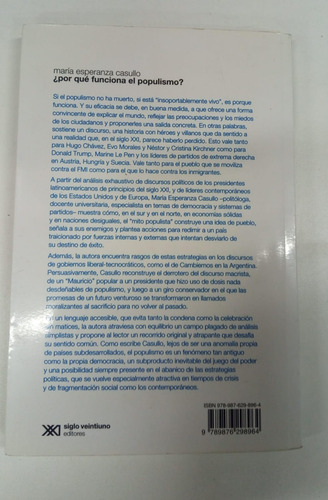 maría esperanza casullo
¿por qué funciona el populismo?
Si el populismo no ha muerto, si está "insoportablemente vivo", es porque
funciona. Y su eficacia se debe, en buena medida, a que ofrece una forma
convincente de explicar el mundo, reflejar las preocupaciones y los miedos
de los ciudadanos y proponerles una salida concreta. En otras palabras,
sostiene un discurso, una historia con héroes y villanos que da sentido a
una realidad que, en el siglo XXI, parece haberlo perdido. Esto vale tanto
para Hugo Chávez, Evo Morales y Néstor y Cristina Kirchner como para
Donald Trump, Marine Le Pen y los líderes de partidos de extrema derecha
en Austria, Hungría y Suecia. Vale tanto para el pueblo que se moviliza
contra el FMI como para el que lo hace contra los inmigrantes.
A partir del análisis exhaustivo de discursos políticos de los presidentes
latinoamericanos de principios del siglo XXI, y de líderes contemporáneos
de los Estados Unidos y de Europa, María Esperanza Casullo –politóloga,
docente universitaria, especialista en temas de democracia y sistemas de
partidos– muestra cómo, en el sur y en el norte, en economías sólidas
y en naciones desiguales, el "mito populista" construye una idea de pueblo,
señala a sus enemigos y plantea acciones para redimir a un país
traicionado por fuerzas internas y externas que intentan desviarlo de
su destino de éxito.
Además, la autora encuentra rasgos de estas estrategias en los discursos
de gobiernos liberal-tecnocráticos, como el de Cambiemos en la Argentina.
Persuasivamente, Casullo reconstruye el derrotero del discurso macrista,
de un "Mauricio" popular a un presidente que hizo uso de dosis nada
desdeñables de populismo, y luego a un giro conservador en el que las
promesas de un futuro venturoso se transformaron en llamados
moralizantes al sacrificio para no volver al pasado.
En un lenguaje accesible, que evita tanto la condena como la celebración
sin matices, la autora atraviesa con equilibrio un campo plagado de análisis
simplistas y propone al lector un recorrido original y atrapante que desafía
su sentido común. Como escribe Casullo, lejos de ser una anomalía propia
de países subdesarrollados, el populismo es un fenómeno tan antiguo
como la propia democracia, un subproducto inevitable del juego del poder
y una posibilidad siempre presente en el abanico de las estrategias
políticas, que se vuelve especialmente atractiva en tiempos de crisis
y de fragmentación social como los contemporáneos.
siglo veintiuno
editores
ISBN 978-987-629-896-4
9 789876 298964